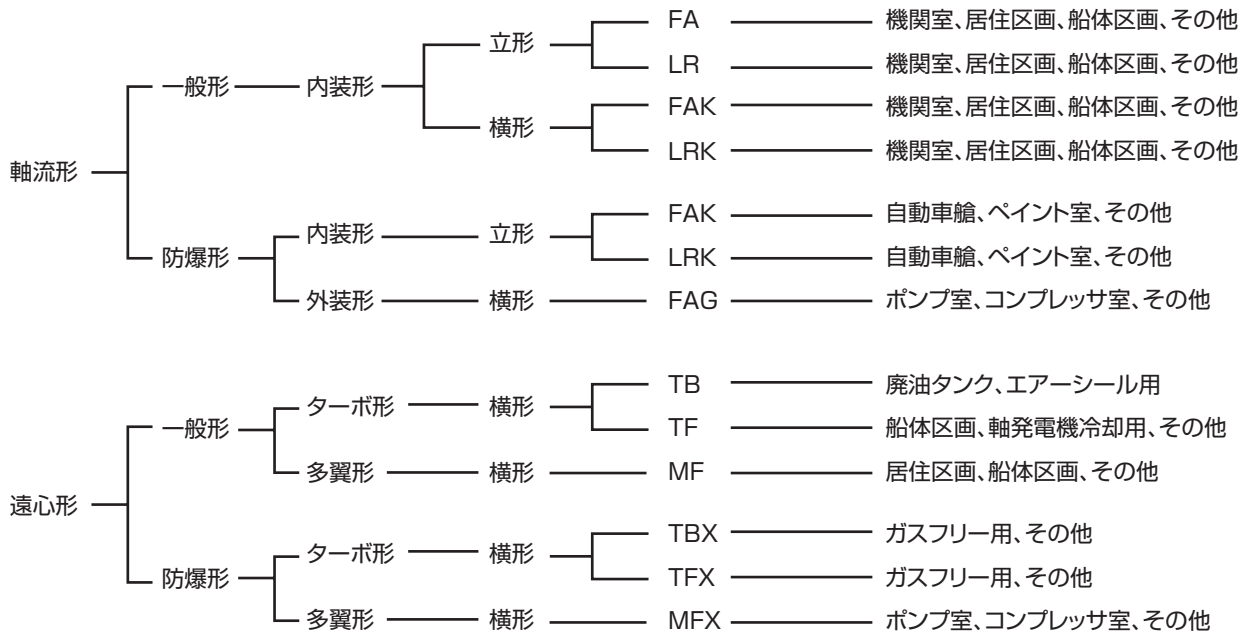 軸流形
一般形
内装形
立形
FA
機関室、居住区画、船体区画、その他
LR
機関室、居住区画、船体区画、その他
横形
FAK
機関室、居住区画、船体区画、その他
LRK
機関室、居住区画、船体区画、その他
防爆形
内装形
立形
FAK
自動車艙、ペイント室、その他
LRK
自動車艙、ペイント室、その他
外装形
横形
FAG
ポンプ室、コンプレッサ室、その他
遠心形
一般形
ターボ形
横形
TB
廃油タンク、エアーシール用
TF
船体区画、軸発電機冷却用、その他
多翼形
横形
MF
居住区画、船体区画、その他
防爆形
ターボ形
横形
TBX
ガスフリー用、その他
TFX
ガスフリー用、その他
多翼形
横形
MFX
ポンプ室、コンプレッサ室、その他